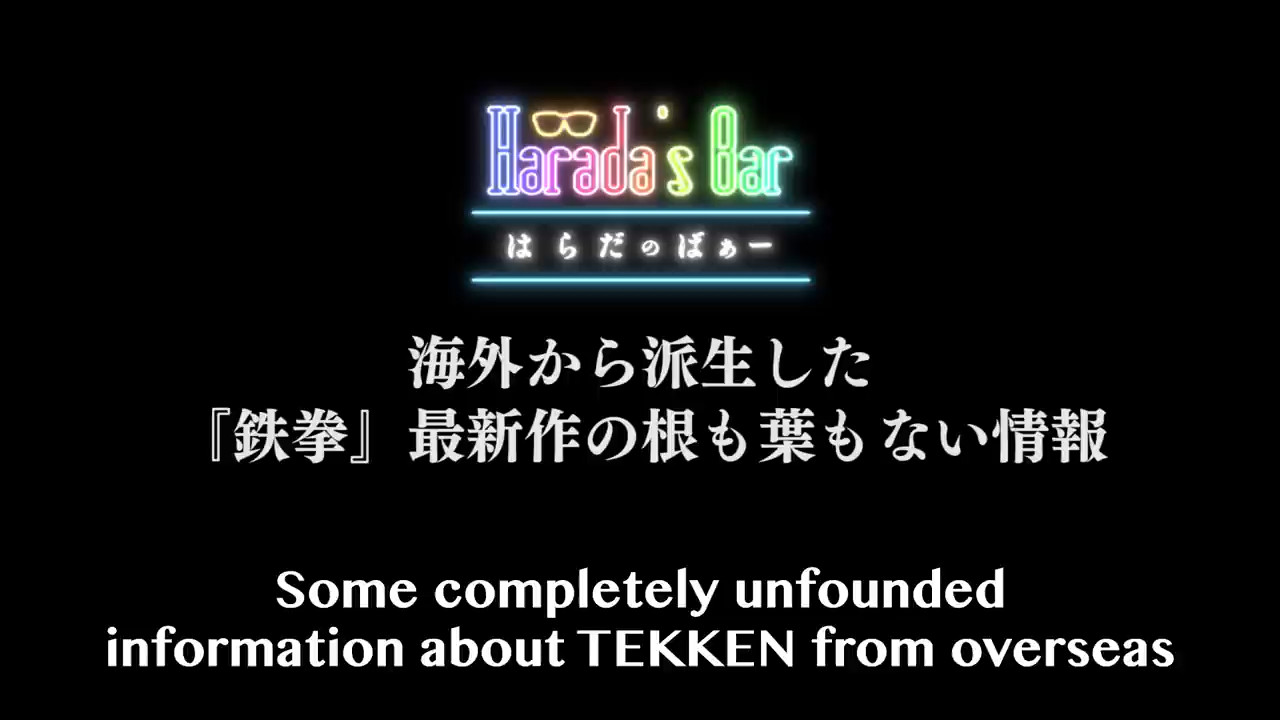 Harada's Bar
はらだのばぁー
海外から派生した
『鉄拳』最新作の根も葉もない情報
Some completely unfounded
information about TEKKEN from overseas